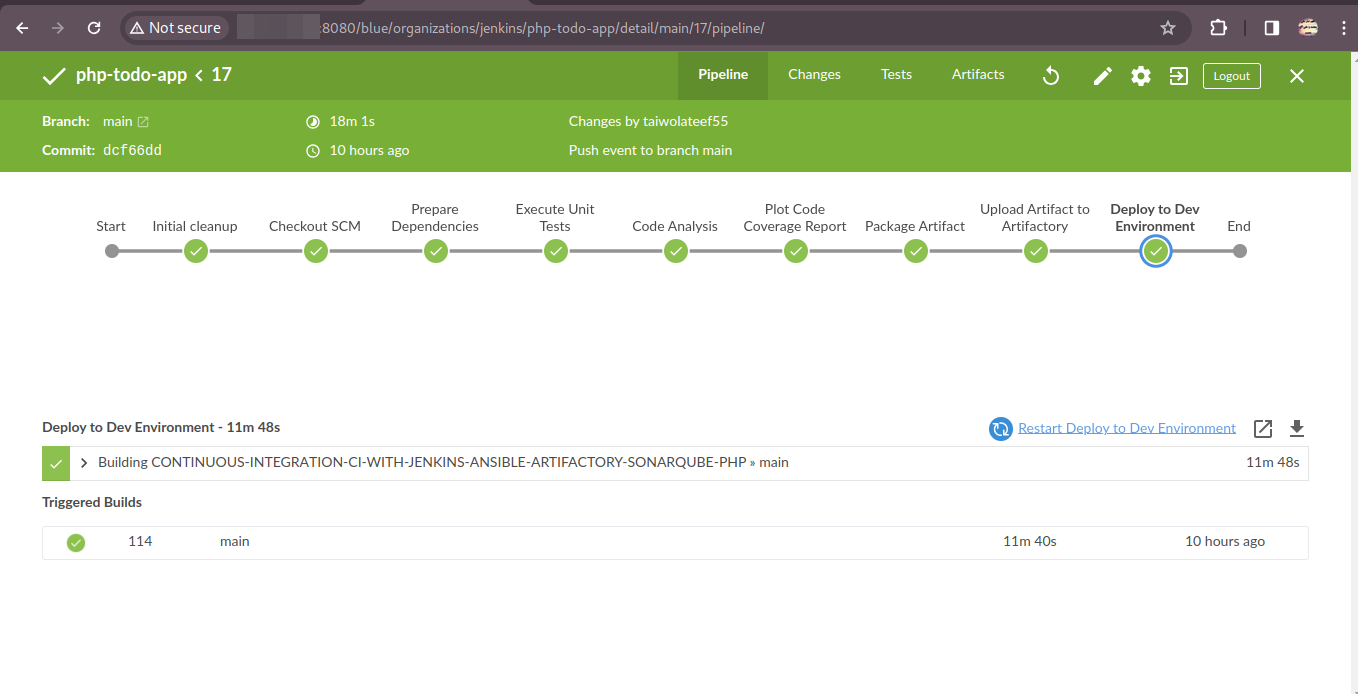 Not secure :8080/blue/organizations/jenkins/php-todo-app/detail/main/17/pipeline/
php-todo-app < 17 Pipeline Changes Tests Artifacts Logout
Branch: main 18m 1s Changes by taiwolateef55
Commit: dcf66dd 10 hours ago Push event to branch main
Start Initial cleanup Checkout SCM Prepare Dependencies Execute Unit Tests Code Analysis Plot Code Coverage Report Package Artifact Upload Artifact to Artifactory Deploy to Dev Environment End
Deploy to Dev Environment - 11m 48s Restart Deploy to Dev Environment
Building CONTINUOUS-INTEGRATION-CI-WITH-JENKINS-ANSIBLE-ARTIFACTORY-SONARQUBE-PHP » main 11m 48s
Triggered Builds
114 main 11m 40s 10 hours ago